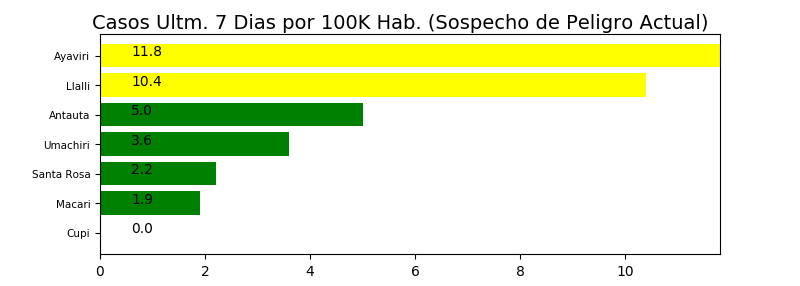 Casos Ultm. 7 Dias por 100K Hab. (Sospecho de Peligro Actual)
Ayaviri 11.8
Llalli 10.4
Antauta 5.0
Umachiri 3.6
Santa Rosa 2.2
Macari 1.9
Cupi 0.0
0 2 4 6 8 10